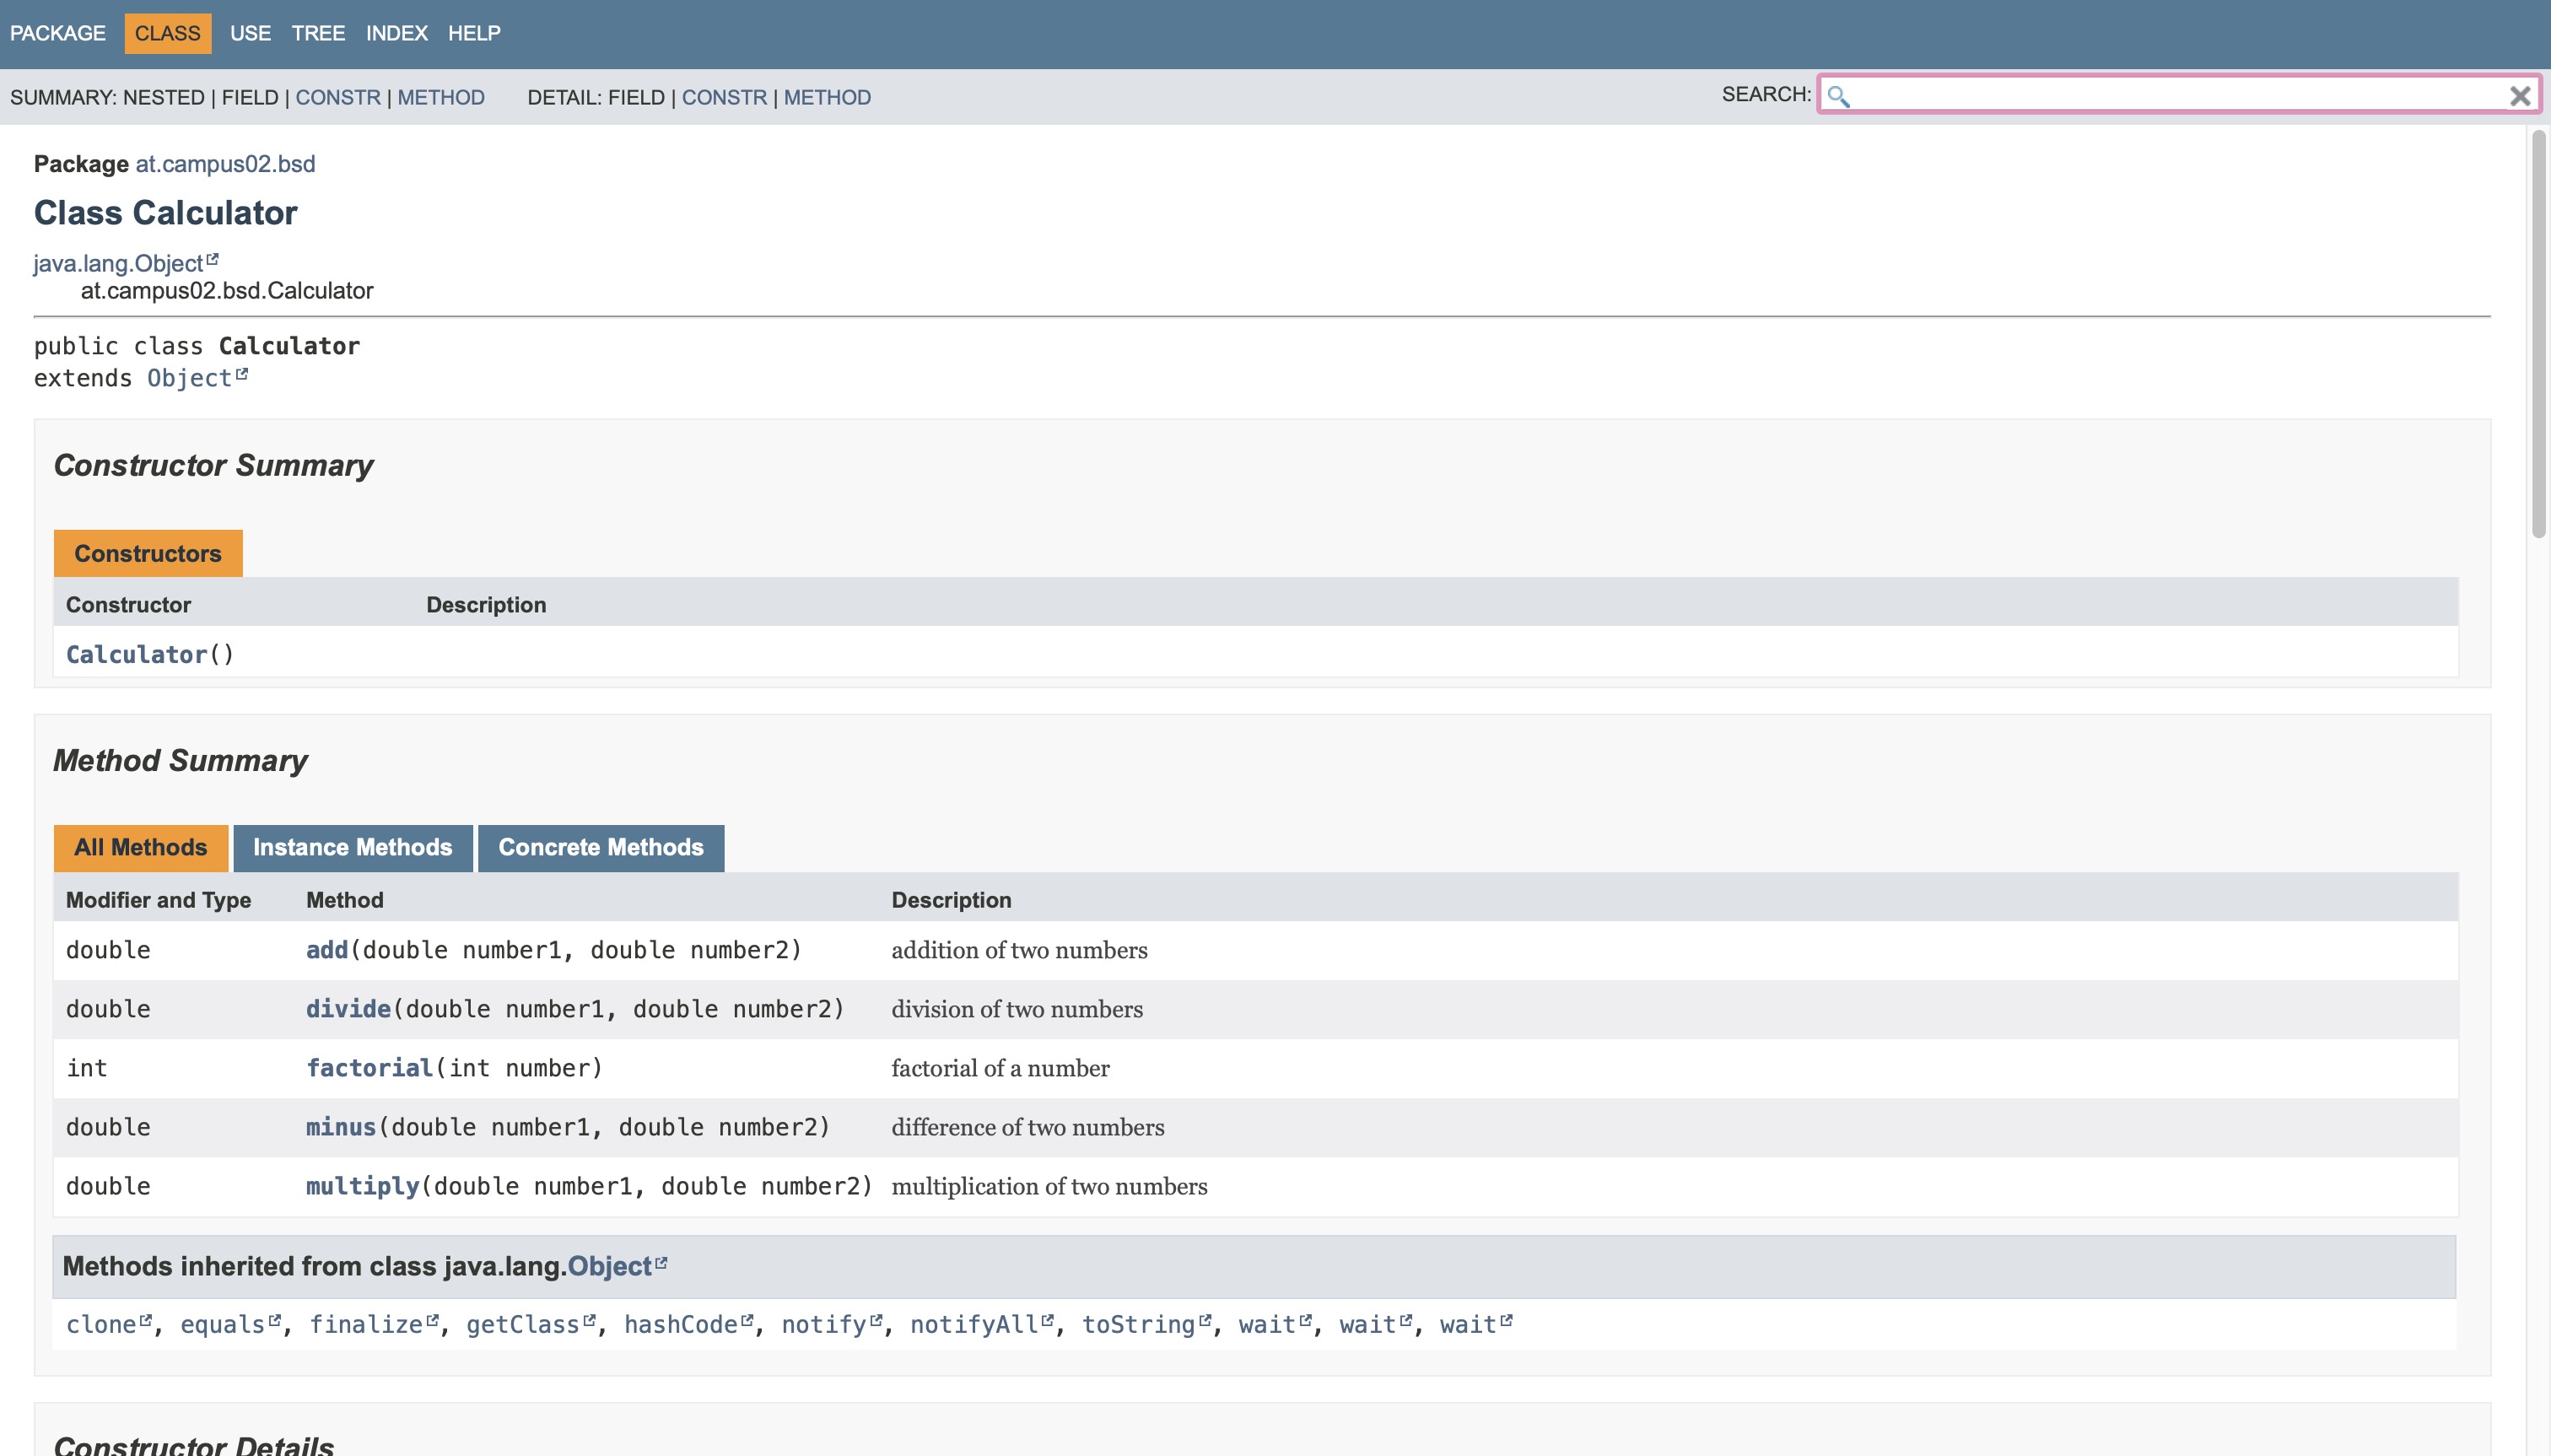 PACKAGE CLASS USE TREE INDEX HELP
SUMMARY: NESTED | FIELD | CONSTR | METHOD DETAIL: FIELD | CONSTR | METHOD SEARCH:
Package at.campus02.bsd
Class Calculator
java.lang.Object
at.campus02.bsd.Calculator
public class Calculator
extends Object
Constructor Summary
Constructors
Constructor Description
Calculator()
Method Summary
All Methods Instance Methods Concrete Methods
Modifier and Type Method Description
double add(double number1, double number2) addition of two numbers
double divide(double number1, double number2) division of two numbers
int factorial(int number) factorial of a number
double minus(double number1, double number2) difference of two numbers
double multiply(double number1, double number2) multiplication of two numbers
Methods inherited from class java.lang.Object
clone, equals, finalize, getClass, hashCode, notify, notifyAll, toString, wait, wait, wait
Constructor Details